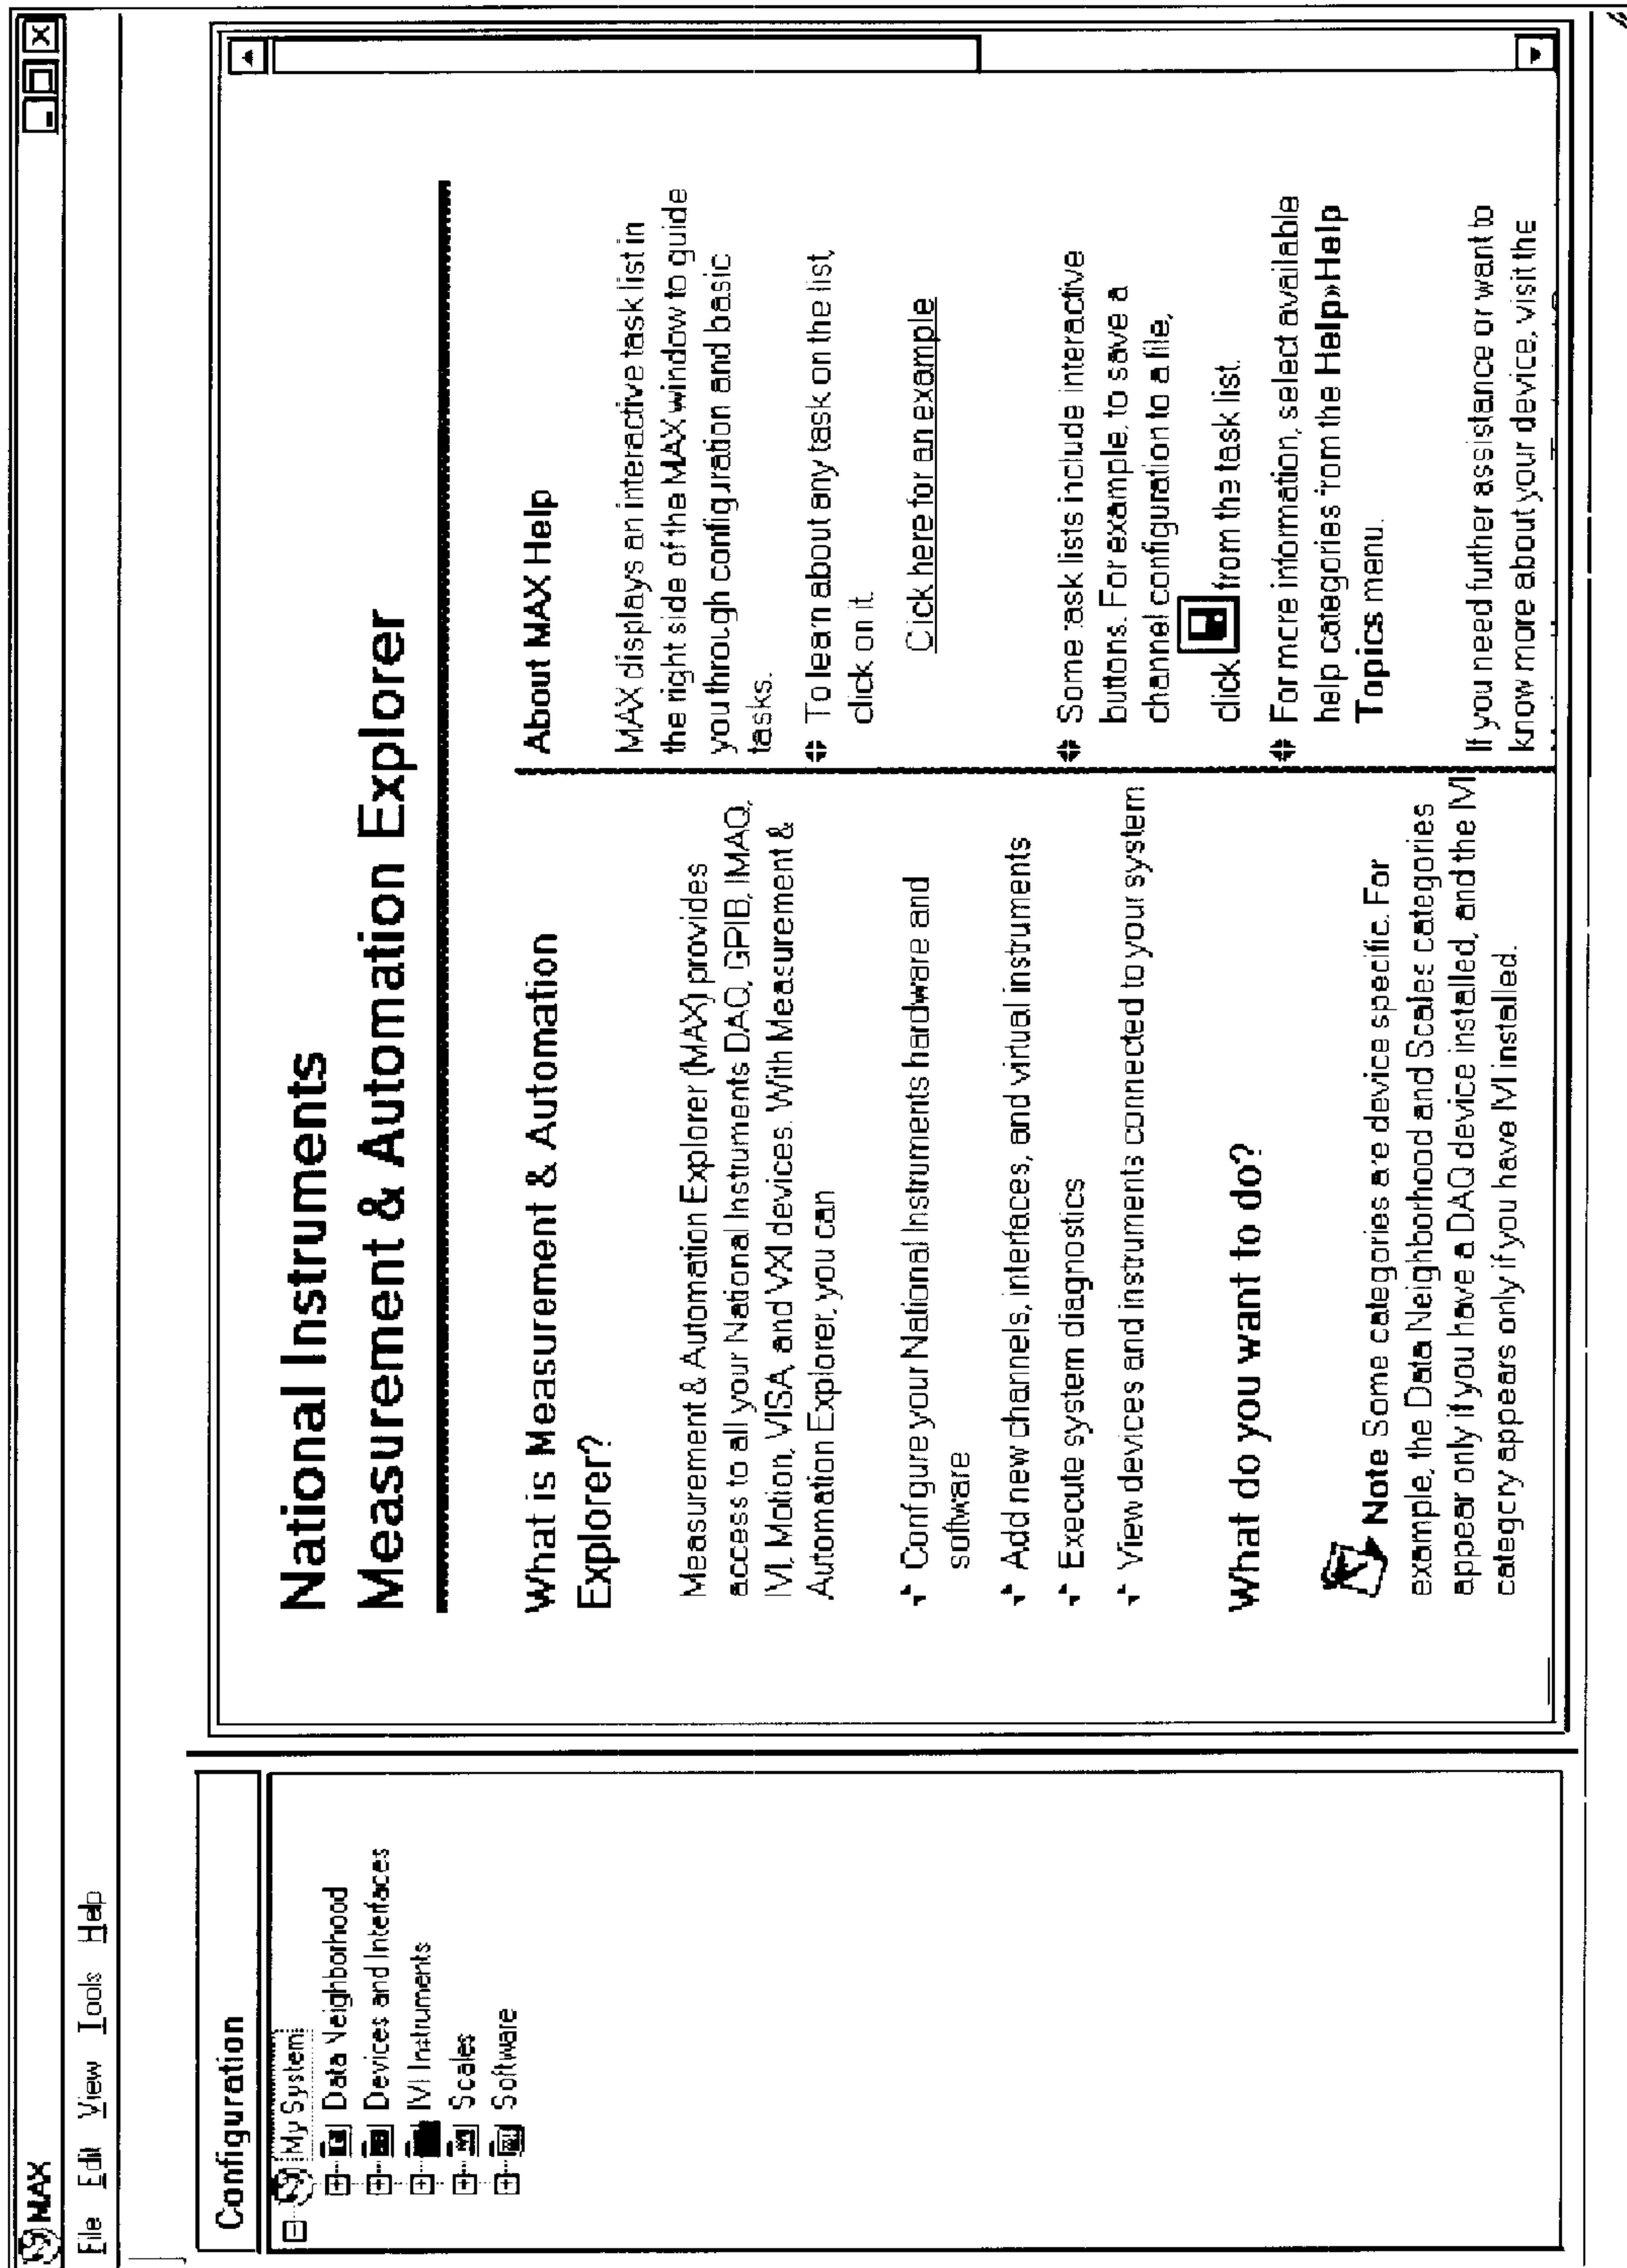 MAX
File Edit View Tools Help
Configuration
My System
Data Neighborhood
Devices and Interfaces
IVI Instruments
Scales
Software
National Instruments
Measurement & Automation Explorer
What is Measurement & Automation
Explorer?
Measurement & Automation Explorer (MAX) provides
access to all your National Instruments DAQ, GPIB, IMAQ,
IVI, Motion, VISA, and VXI devices. With Measurement &
Automation Explorer, you can
Configure your National Instruments hardware and
software
Add new channels, interfaces, and virtual instruments
Execute system diagnostics
View devices and instruments connected to your system
What do you want to do?
Note Some categories are device specific. For
example, the Data Neighborhood and Scales categories
appear only if you have a DAQ device installed, and the IVI
category appears only if you have IVI installed.
About MAX Help
MAX displays an interactive task list in
the right side of the MAX window to guide
you through configuration and basic
tasks.
To learn about any task on the list,
click on it.
Click here for an example
Some task lists include interactive
buttons. For example, to save a
channel configuration to a file,
click from the task list.
For more information, select available
help categories from the Help»Help
Topics menu.
If you need further assistance or want to
know more about your device, visit the